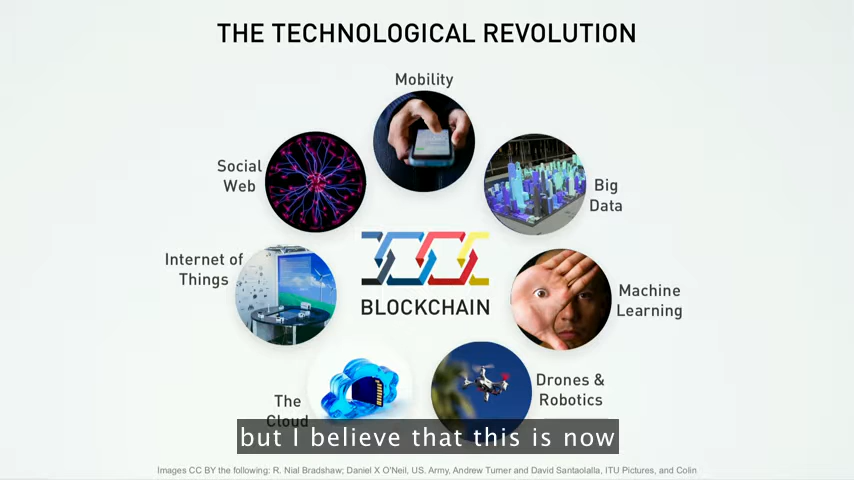 THE TECHNOLOGICAL REVOLUTION
Mobility
Social
Web
Big
Data
Internet of
Things
BLOCKCHAIN
Machine
Learning
Drones &
Robotics
The
Cloud
but I believe that this is now
Images CC BY the following: R. Nial Bradshaw; Daniel X O'Neil, US. Army, Andrew Turner and David Santaolalla, ITU Pictures, and Colin